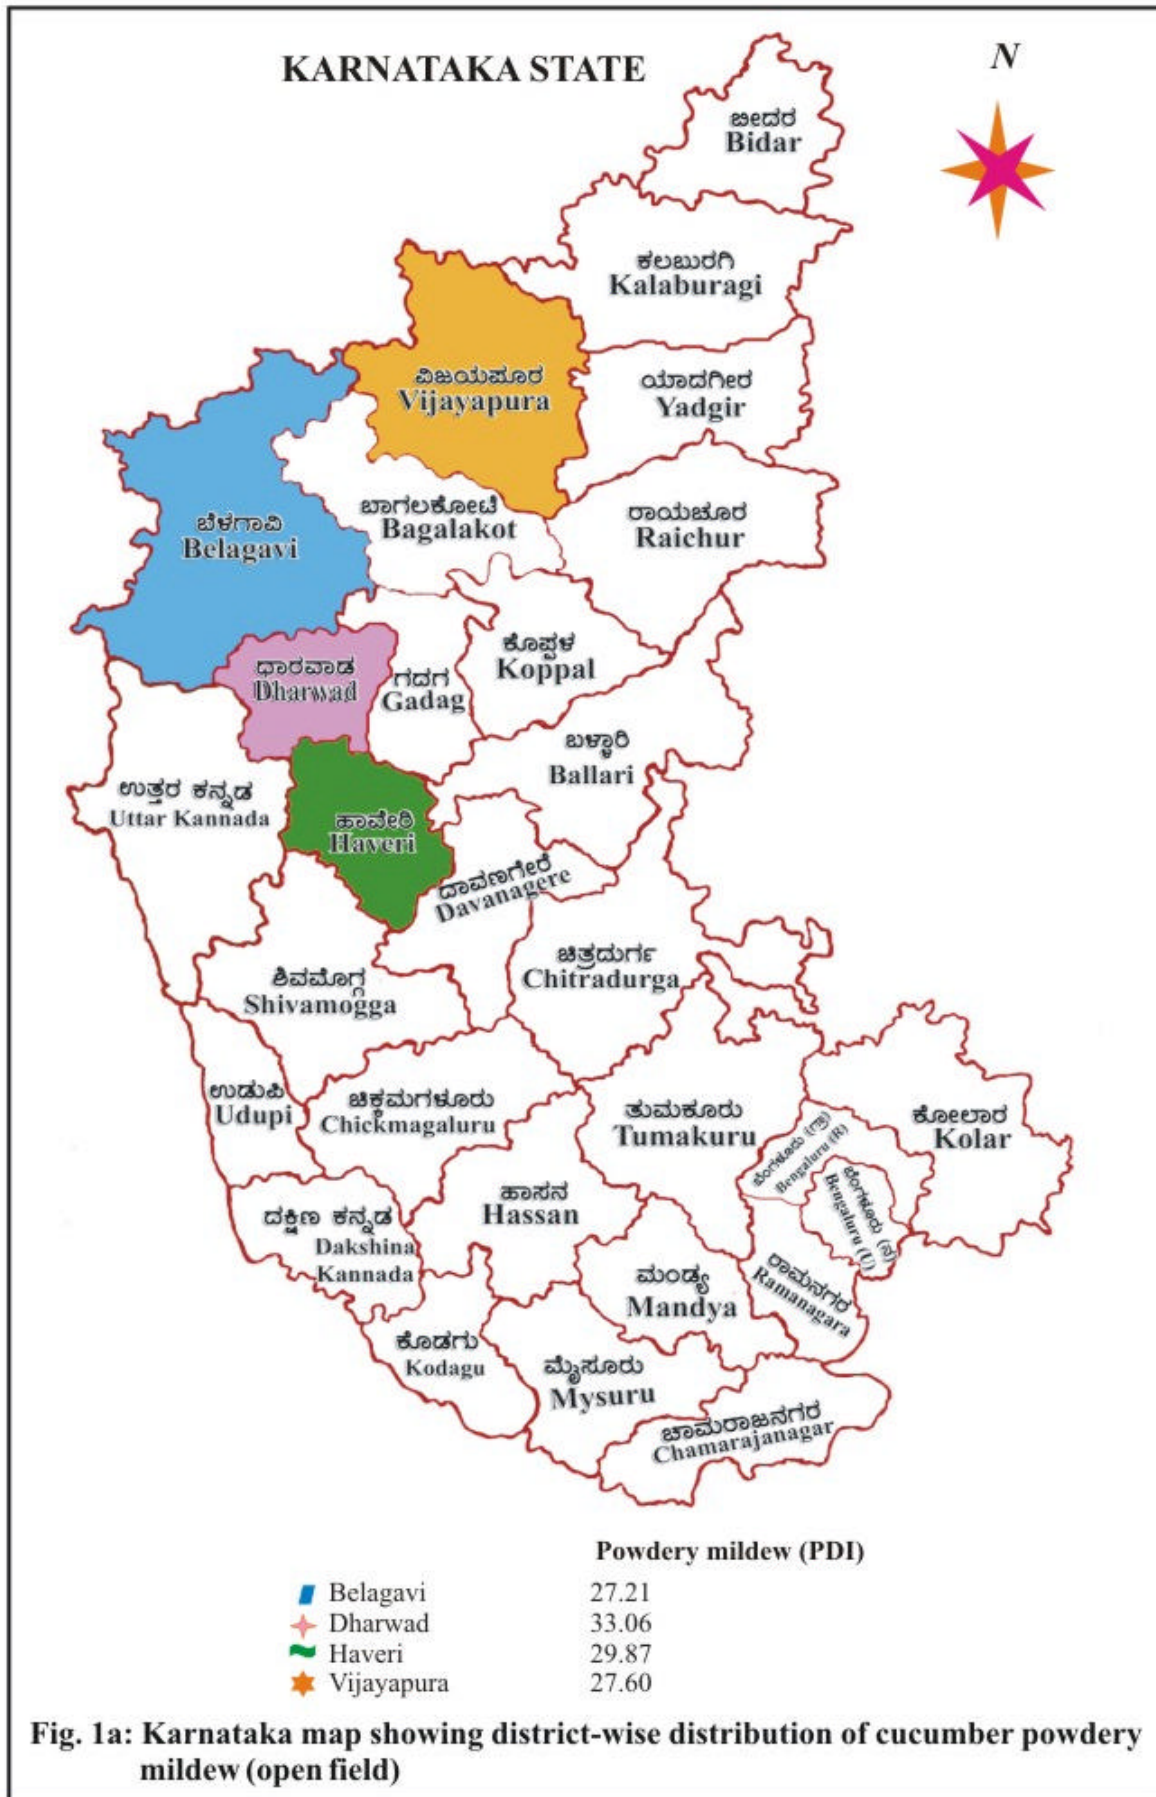 KARNATAKA STATE
N
ಬೀದರ
Bidar
ಕಲಬುರಗಿ
Kalaburagi
ವಿಜಯಪೂರ
Vijayapura
ಯಾದಗೀರ
Yadgir
ಬಾಗಲಕೋಟೆ
Bagalakot
ರಾಯಚೂರ
Raichur
ಬೆಳಗಾವಿ
Belagavi
ಧಾರವಾಡ
Dharwad
ಗದಗ
Gadag
ಕೊಪ್ಪಳ
Koppal
ಬಳ್ಳಾರಿ
Ballari
ಉತ್ತರ ಕನ್ನಡ
Uttar Kannada
ಹಾವೇರಿ
Haveri
ದಾವಣಗೇರೆ
Davanagere
ಚಿತ್ರದುರ್ಗ
Chitradurga
ಶಿವಮೊಗ್ಗ
Shivamogga
ಉಡುಪಿ
Udupi
ಚಿಕ್ಕಮಗಳೂರು
Chickmagaluru
ತುಮಕೂರು
Tumakuru
ಬೆಂಗಳೂರು (ಗ್ರಾ)
Bengaluru (R)
ಕೋಲಾರ
Kolar
ಬೆಂಗಳೂರು (ನ)
Bengaluru (U)
ಹಾಸನ
Hassan
ದಕ್ಷಿಣ ಕನ್ನಡ
Dakshina
Kannada
ಮಂಡ್ಯ
Mandya
ರಾಮನಗರ
Ramanagara
ಕೊಡಗು
Kodagu
ಮೈಸೂರು
Mysuru
ಚಾಮರಾಜನಗರ
Chamarajanagar
Powdery mildew (PDI)
Belagavi 27.21
Dharwad 33.06
Haveri 29.87
Vijayapura 27.60
Fig. 1a: Karnataka map showing district-wise distribution of cucumber powdery
mildew (open field)